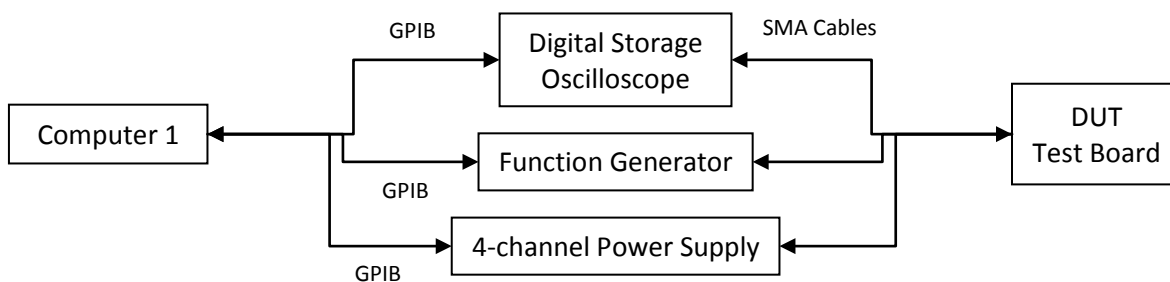 GPIB
SMA Cables
Digital Storage
Oscilloscope
Computer 1
DUT
Test Board
Function Generator
GPIB
4-channel Power Supply
GPIB